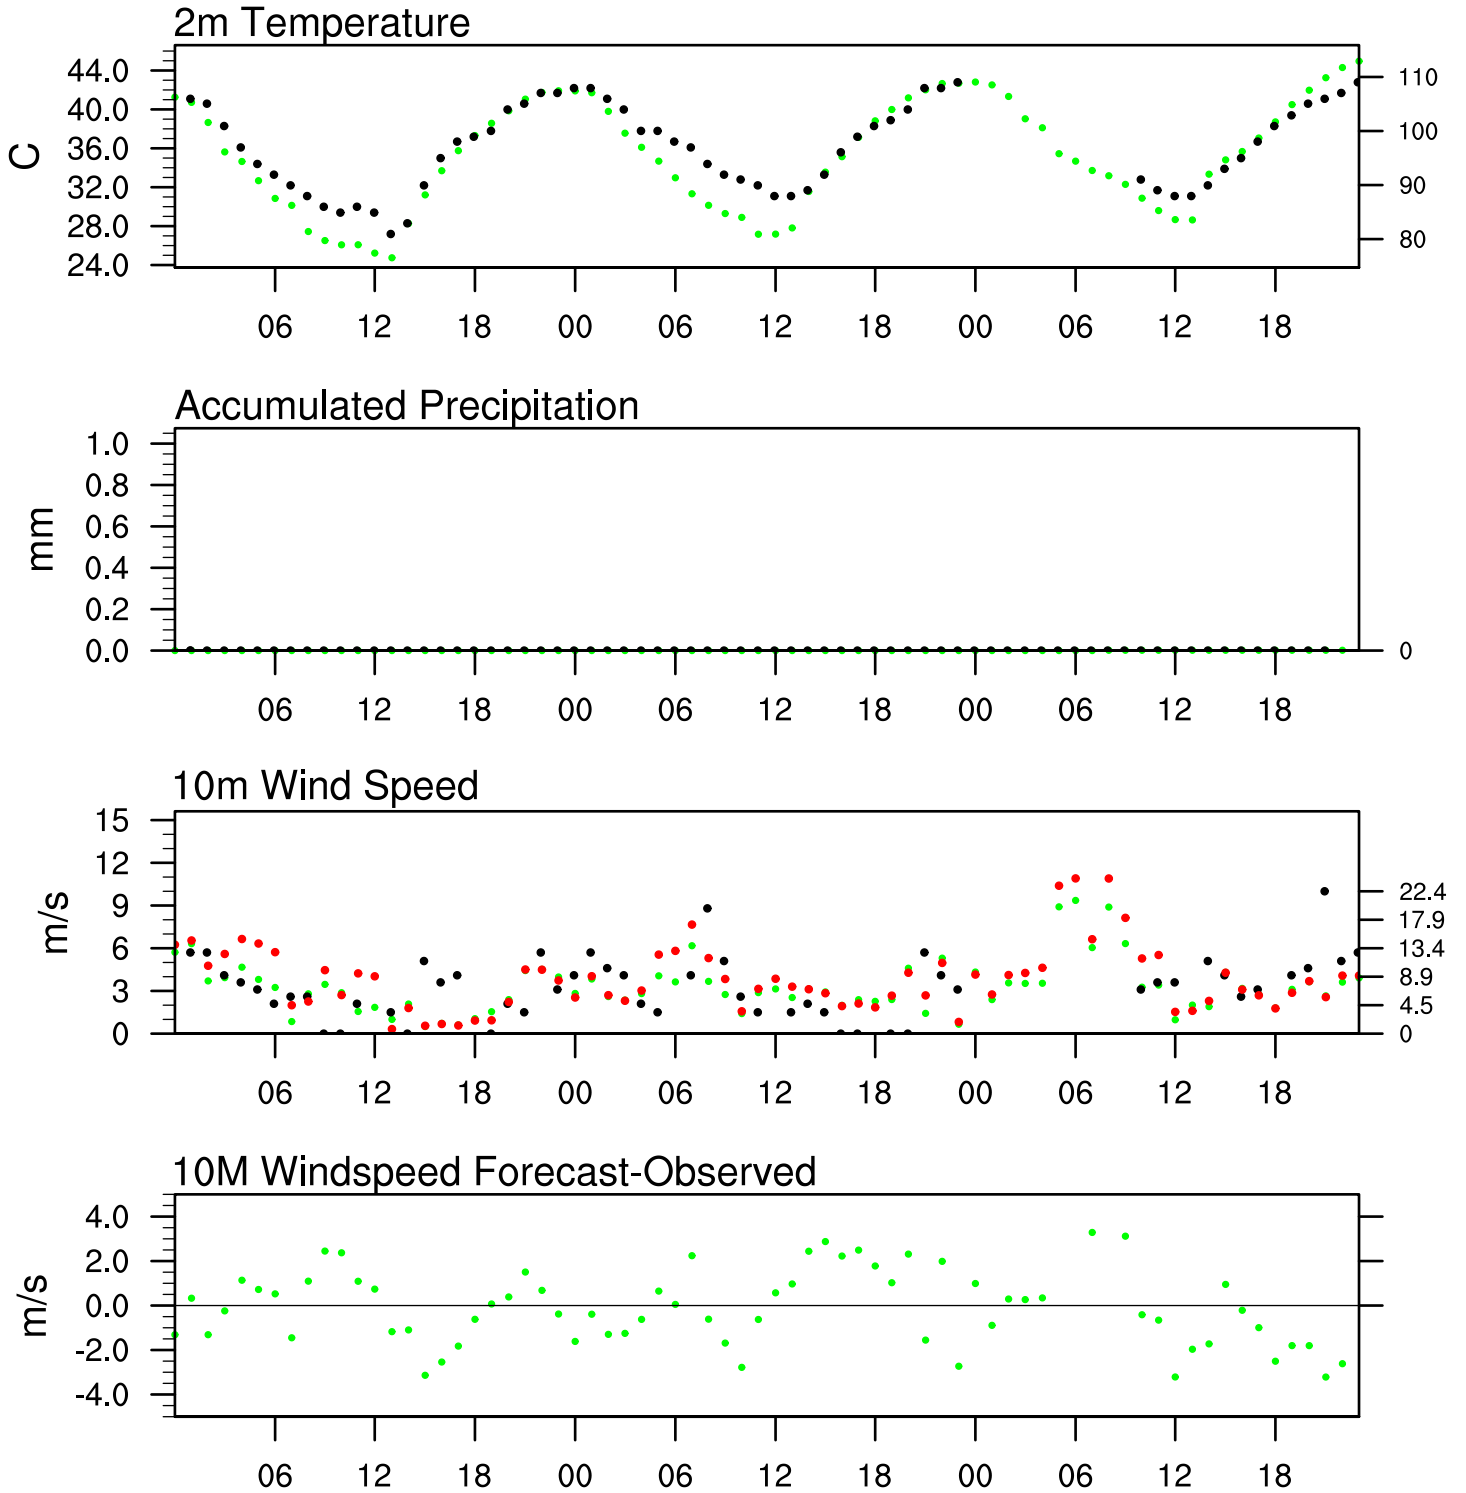 2m Temperature
44.0
40.0
36.0
32.0
28.0
24.0
C
110
100
90
80
06 12 18 00 06 12 18 00 06 12 18
Accumulated Precipitation
1.0
0.8
0.6
0.4
0.2
0.0
mm
0
06 12 18 00 06 12 18 00 06 12 18
10m Wind Speed
15
12
9
6
3
0
m/s
22.4
17.9
13.4
8.9
4.5
0
06 12 18 00 06 12 18 00 06 12 18
10M Windspeed Forecast-Observed
4.0
2.0
0.0
-2.0
-4.0
m/s
06 12 18 00 06 12 18 00 06 12 18